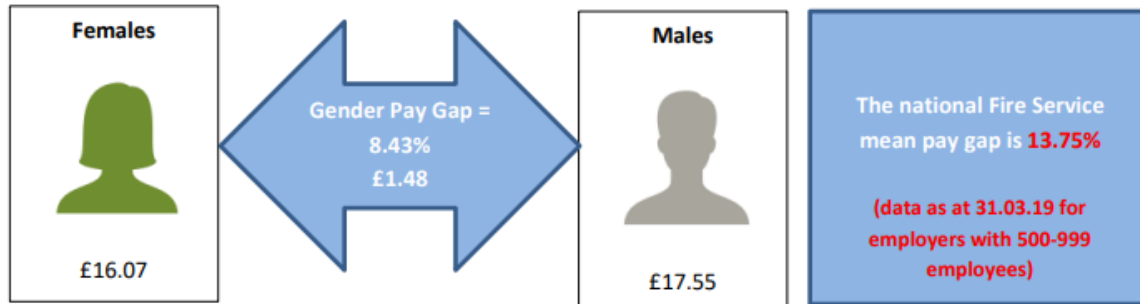 Females
£16.07
Gender Pay Gap =
8.43%
£1.48
Males
£17.55
The national Fire Service
mean pay gap is 13.75%
(data as at 31.03.19 for
employers with 500-999
employees)